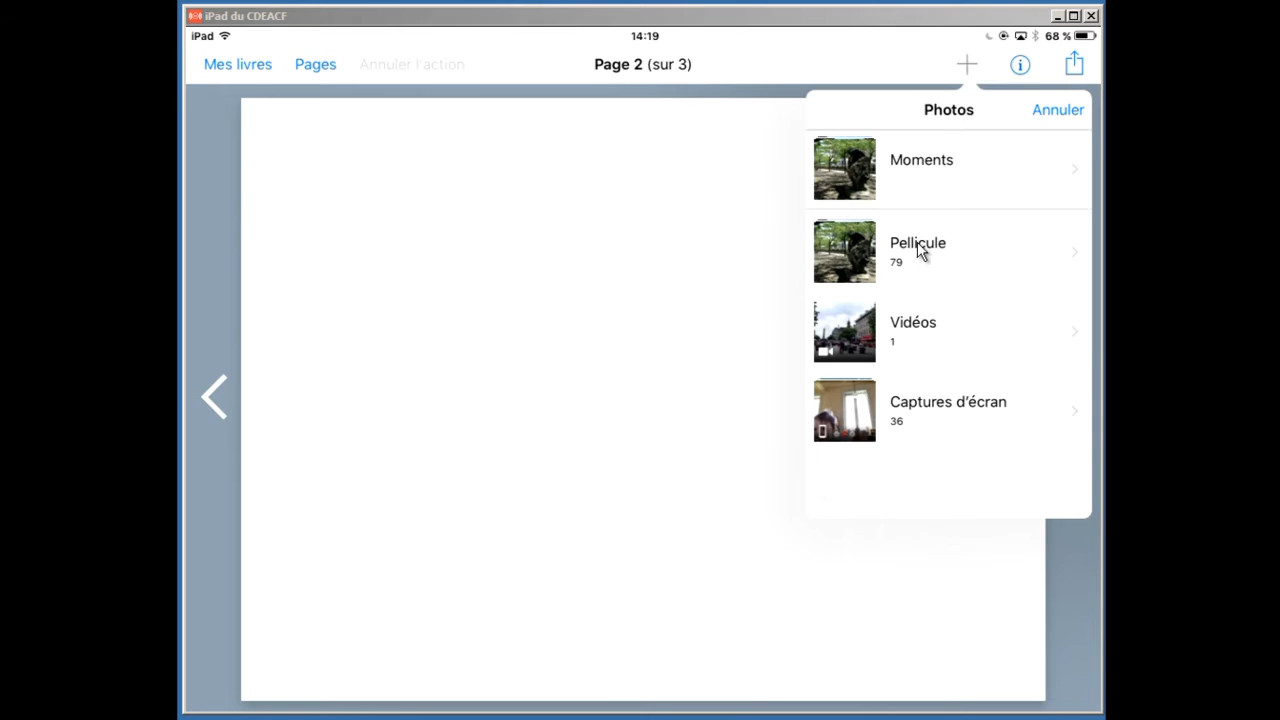 iPad du CDEACF
iPad 14:19 68 %
Mes livres Pages Annuler l'action Page 2 (sur 3)
Photos Annuler
Moments
Pellicule
79
Vidéos
1
Captures d’écran
36